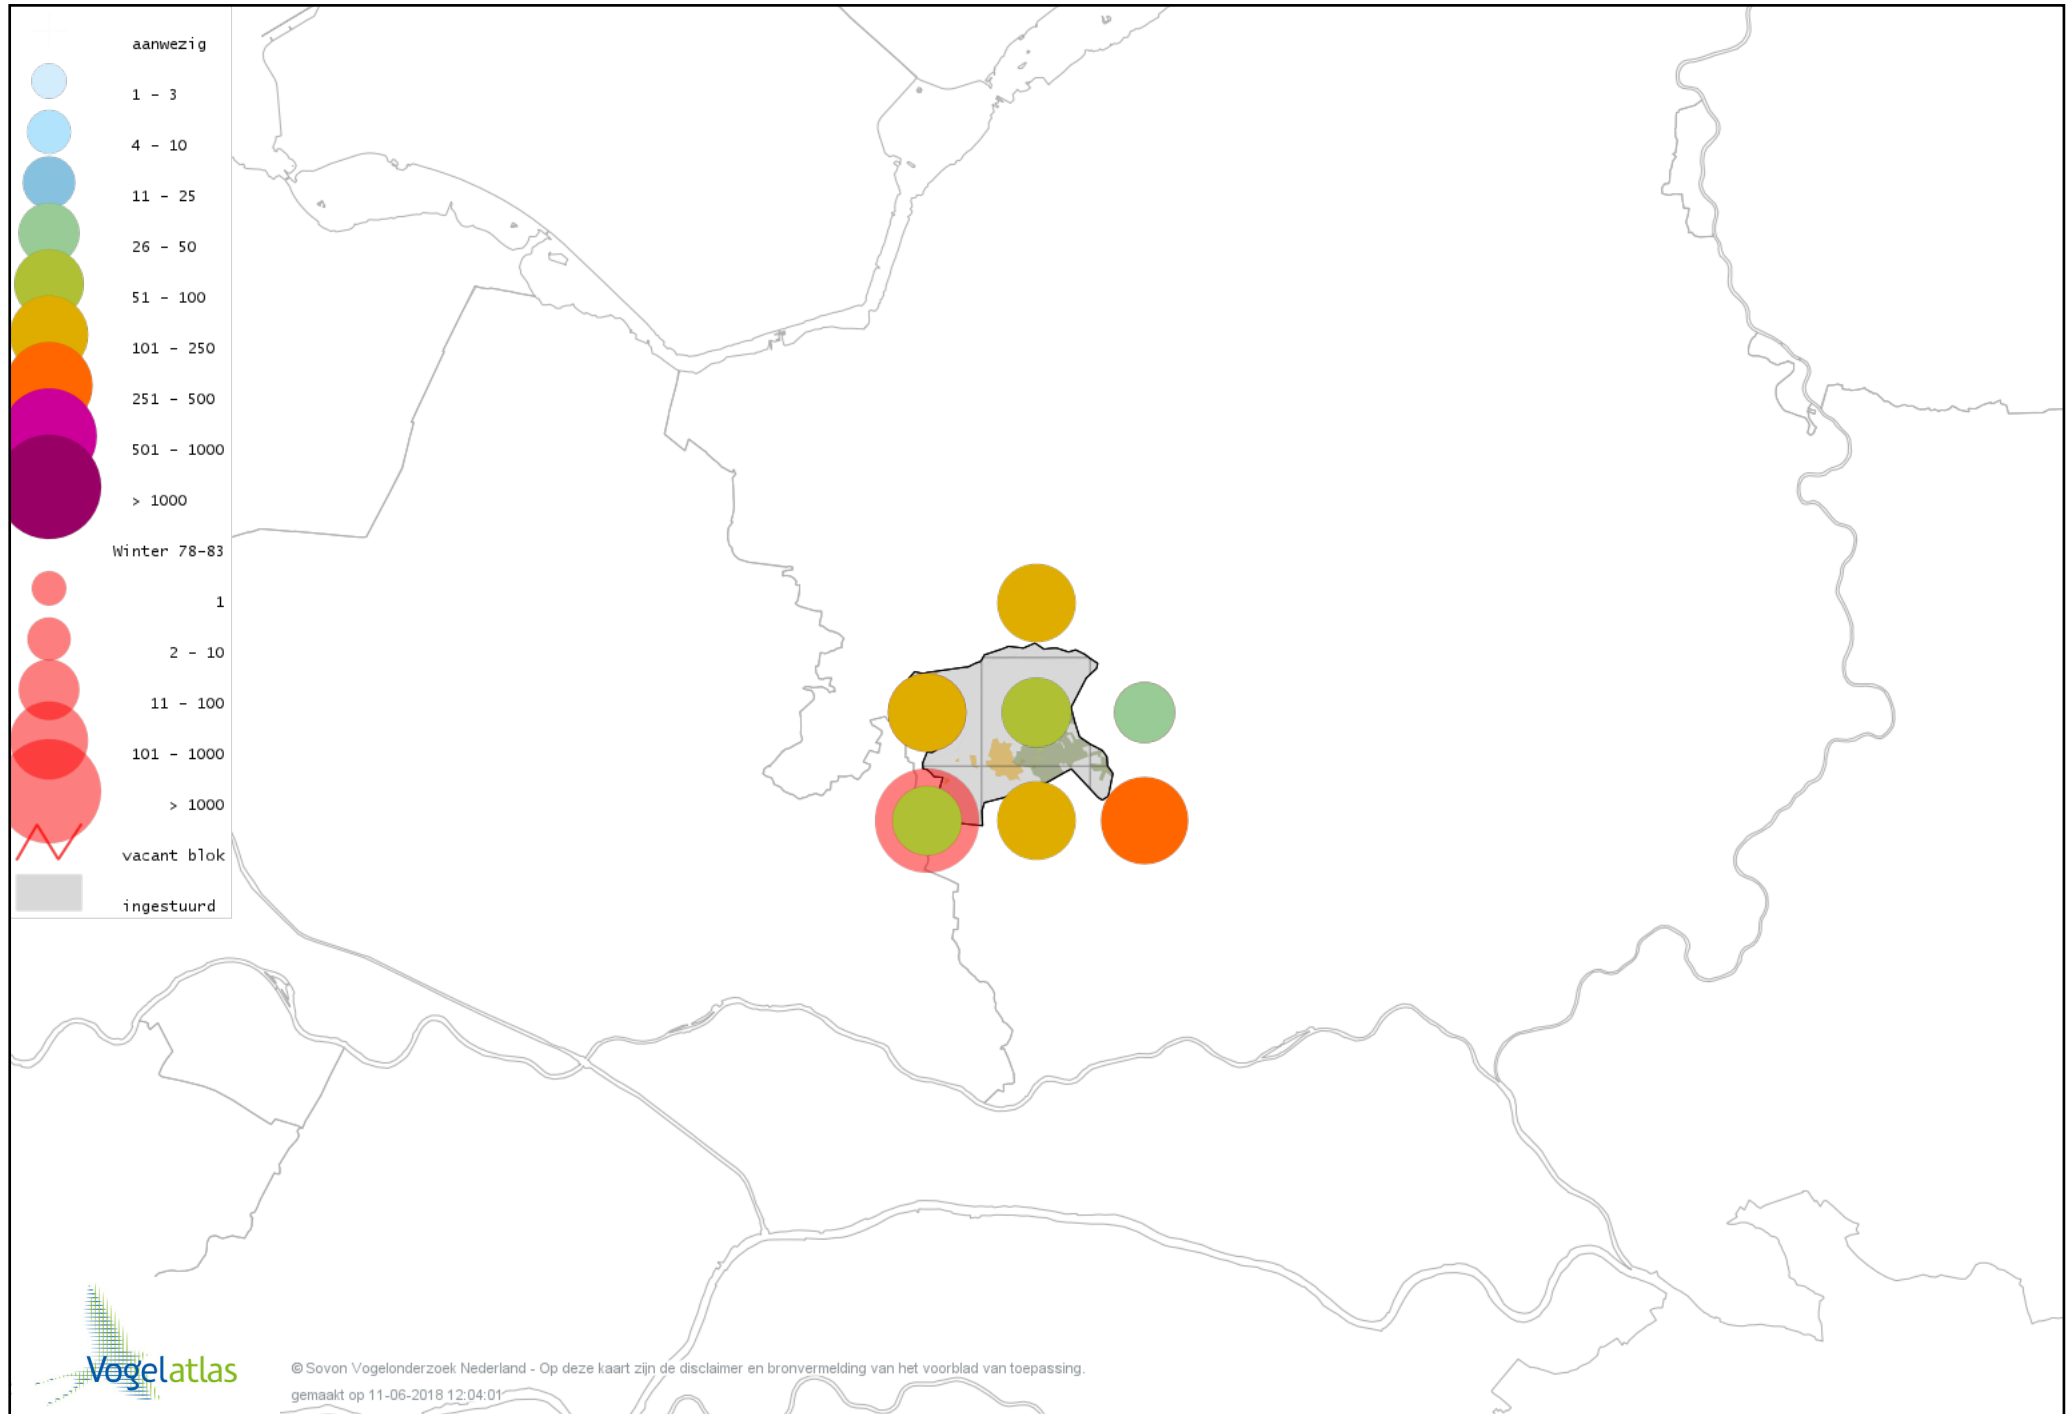 aanwezig
1 - 3
4 - 10
11 - 25
26 - 50
51 - 100
101 - 250
251 - 500
501 - 1000
> 1000
Winter 78-83
1
2 - 10
11 - 100
101 - 1000
> 1000
vacant blok
ingestuurd
Vogelatlas
© Sovon Vogelonderzoek Nederland - Op deze kaart zijn de disclaimer en bronvermelding van het voorblad van toepassing.
gemaakt op 11-06-2018 12:04:01